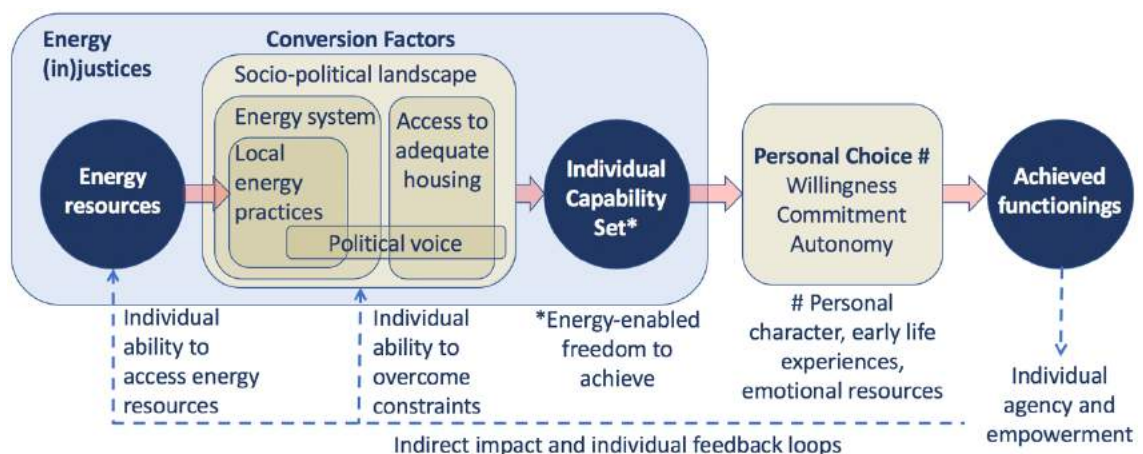 Energy
(in)justices
Conversion Factors
Socio-political landscape
Energy system
Local
energy
practices
Access to
adequate
housing
Political voice
Energy
resources
Individual
Capability
Set*
Personal Choice #
Willingness
Commitment
Autonomy
Achieved
functionings
Individual
ability to
access energy
resources
Individual
ability to
overcome
constraints
*Energy-enabled
freedom to
achieve
# Personal
character, early life
experiences,
emotional resources
Individual
agency and
empowerment
Indirect impact and individual feedback loops